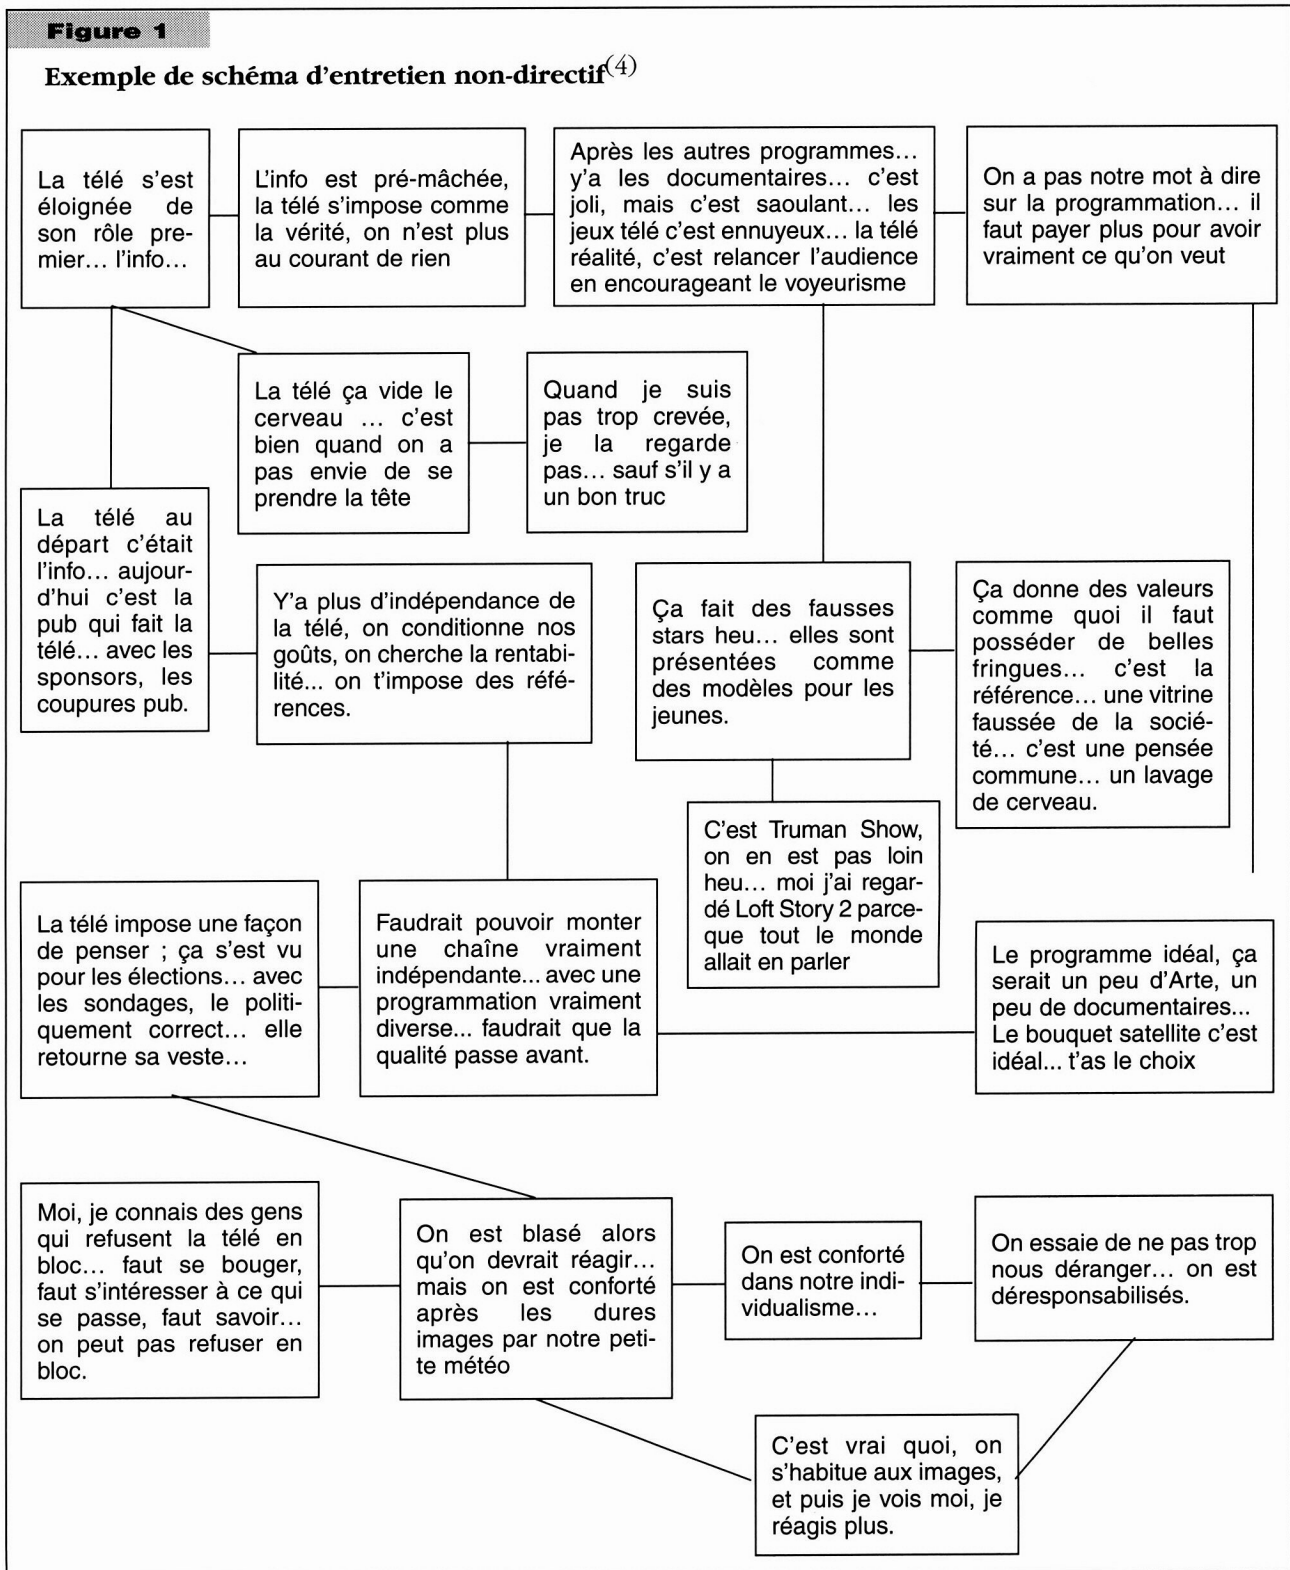 Figure 1
Exemple de schéma d'entretien non-directif(4)
La télé s'est
éloignée de
son rôle pre-
mier… l'info…
L'info est pré-mâchée,
la télé s'impose comme
la vérité, on n'est plus
au courant de rien
Après les autres programmes…
y'a les documentaires… c'est
joli, mais c'est saoulant… les
jeux télé c'est ennuyeux… la télé
réalité, c'est relancer l'audience
en encourageant le voyeurisme
On a pas notre mot à dire
sur la programmation… il
faut payer plus pour avoir
vraiment ce qu'on veut
La télé ça vide le
cerveau … c'est
bien quand on a
pas envie de se
prendre la tête
Quand je suis
pas trop crevée,
je la regarde
pas… sauf s'il y a
un bon truc
La télé au
départ c'était
l'info… aujour-
d'hui c'est la
pub qui fait la
télé… avec les
sponsors, les
coupures pub.
Y'a plus d'indépendance de
la télé, on conditionne nos
goûts, on cherche la rentabi-
lité... on t'impose des réfé-
rences.
Ça fait des fausses
stars heu… elles sont
présentées comme
des modèles pour les
jeunes.
Ça donne des valeurs
comme quoi il faut
posséder de belles
fringues… c'est la
référence… une vitrine
faussée de la socié-
té… c'est une pensée
commune… un lavage
de cerveau.
C'est Truman Show,
on en est pas loin
heu… moi j'ai regar-
dé Loft Story 2 parce-
que tout le monde
allait en parler
La télé impose une façon
de penser ; ça s'est vu
pour les élections… avec
les sondages, le politi-
quement correct… elle
retourne sa veste…
Faudrait pouvoir monter
une chaîne vraiment
indépendante... avec une
programmation vraiment
diverse... faudrait que la
qualité passe avant.
Le programme idéal, ça
serait un peu d'Arte, un
peu de documentaires...
Le bouquet satellite c'est
idéal... t'as le choix
Moi, je connais des gens
qui refusent la télé en
bloc… faut se bouger,
faut s'intéresser à ce qui
se passe, faut savoir…
on peut pas refuser en
bloc.
On est blasé alors
qu'on devrait réagir…
mais on est conforté
après les dures
images par notre peti-
te météo
On est conforté
dans notre indi-
vidualisme…
On essaie de ne pas trop
nous déranger… on est
déresponsabilisés.
C'est vrai quoi, on
s'habitue aux images,
et puis je vois moi, je
réagis plus.